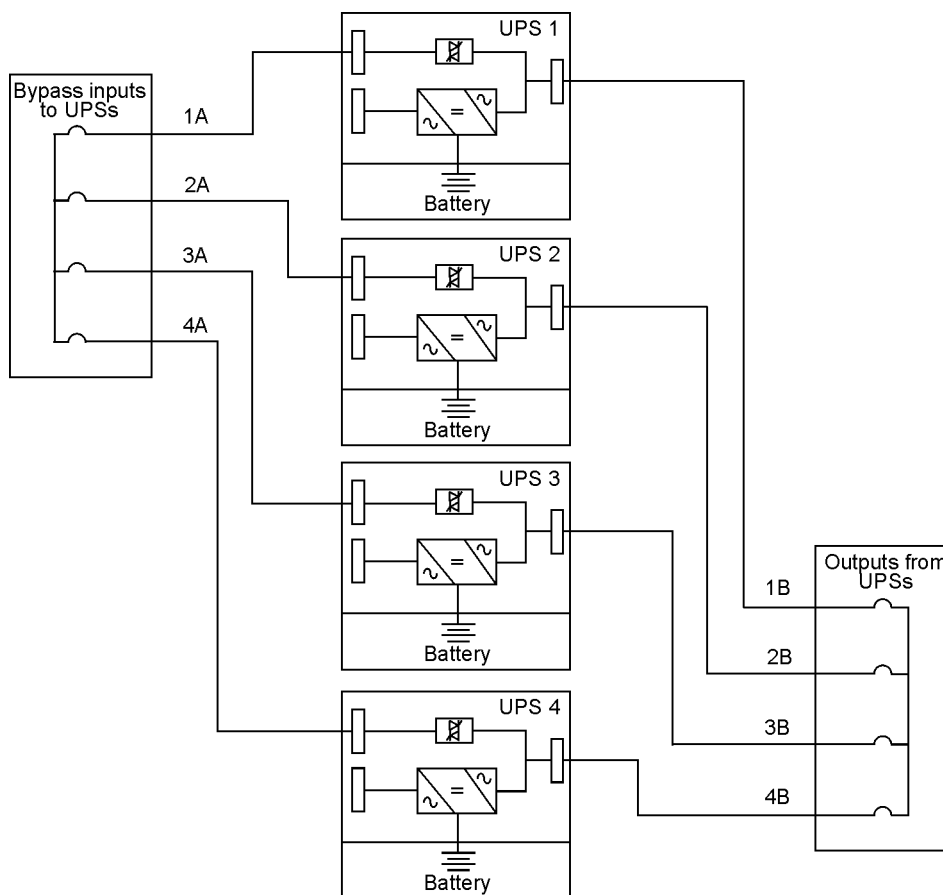 UPS 1
Bypass inputs
to UPSs
1A
Battery
2A
UPS 2
3A
4A
Battery
UPS 3
Outputs from
UPSs
1B
Battery
2B
UPS 4
3B
4B
Battery